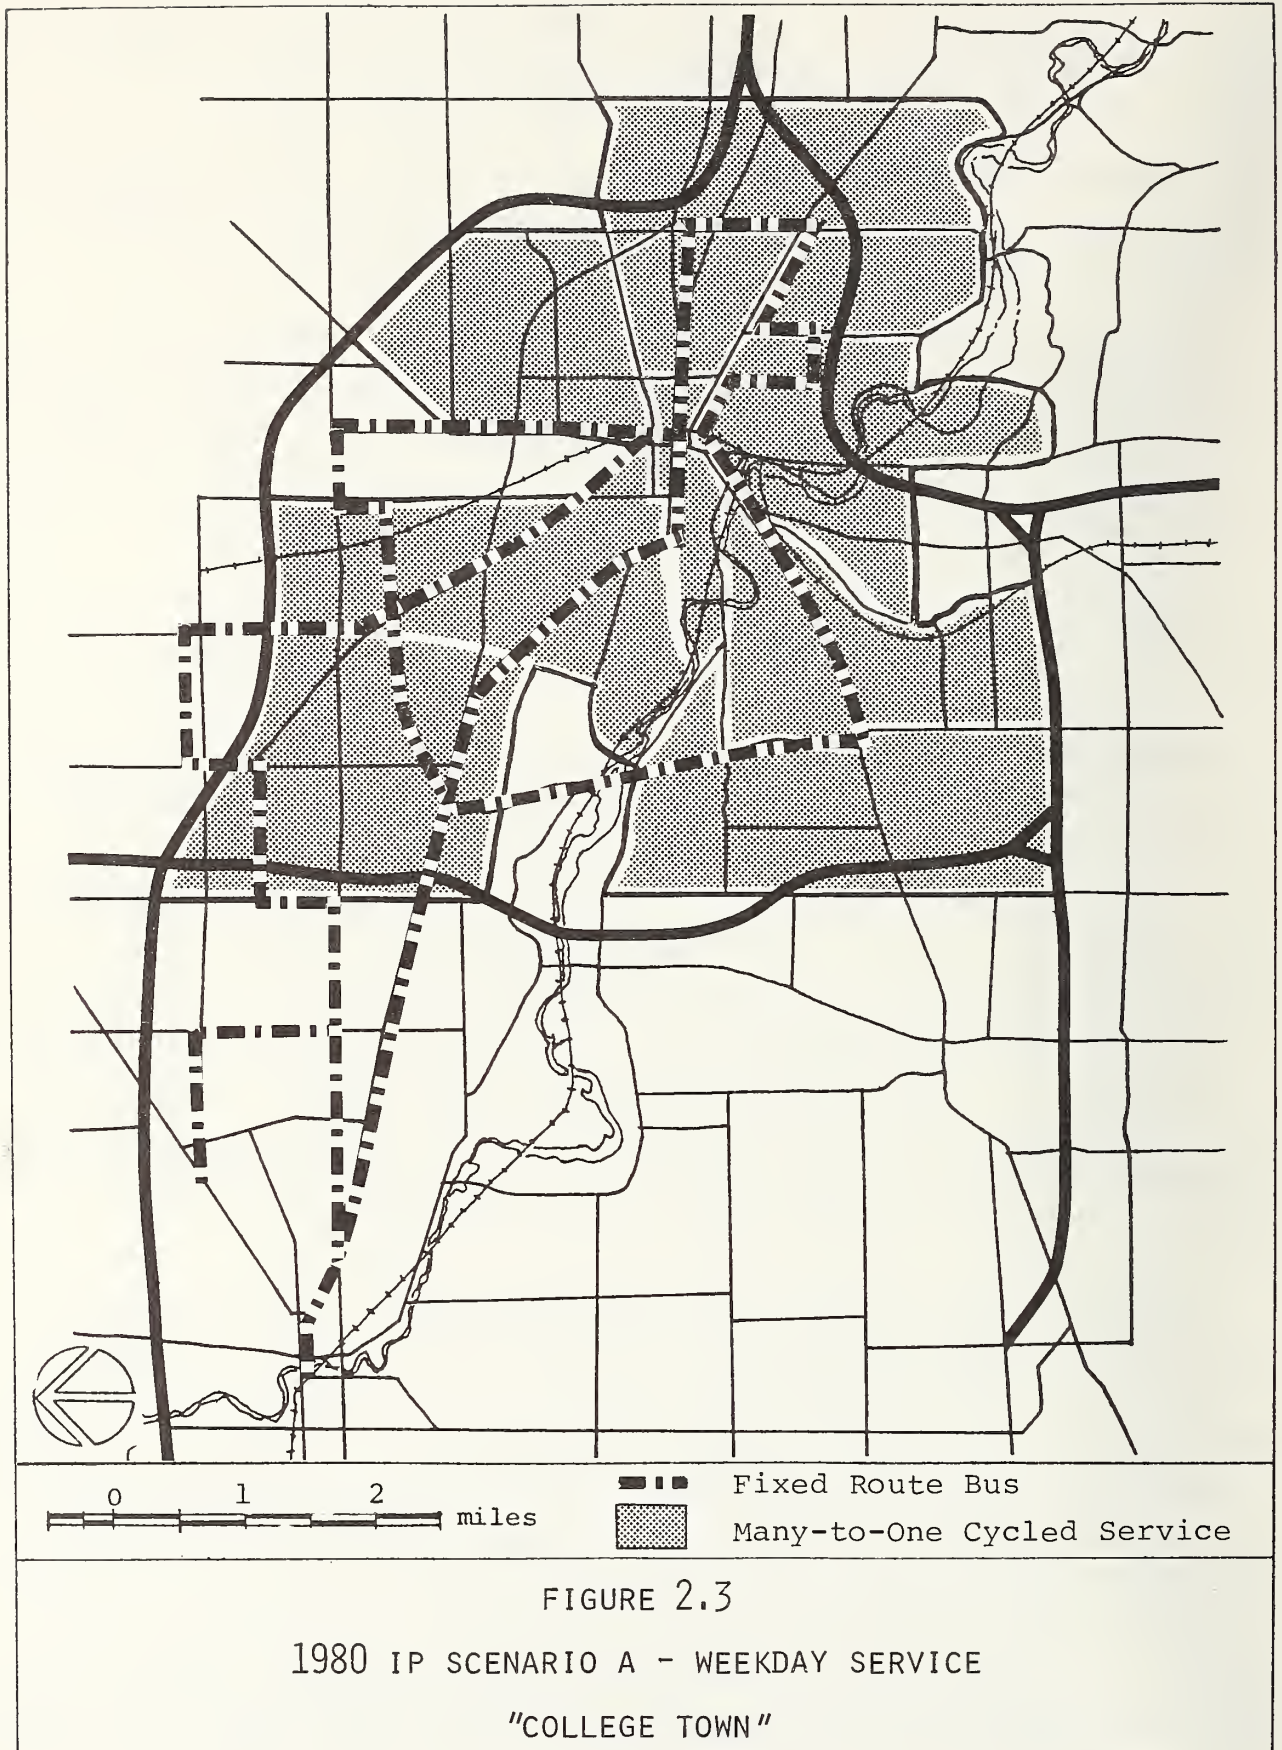 0 1 2
miles
Fixed Route Bus
Many-to-One Cycled Service
FIGURE 2.3
1980 IP SCENARIO A - WEEKDAY SERVICE
"COLLEGE TOWN"